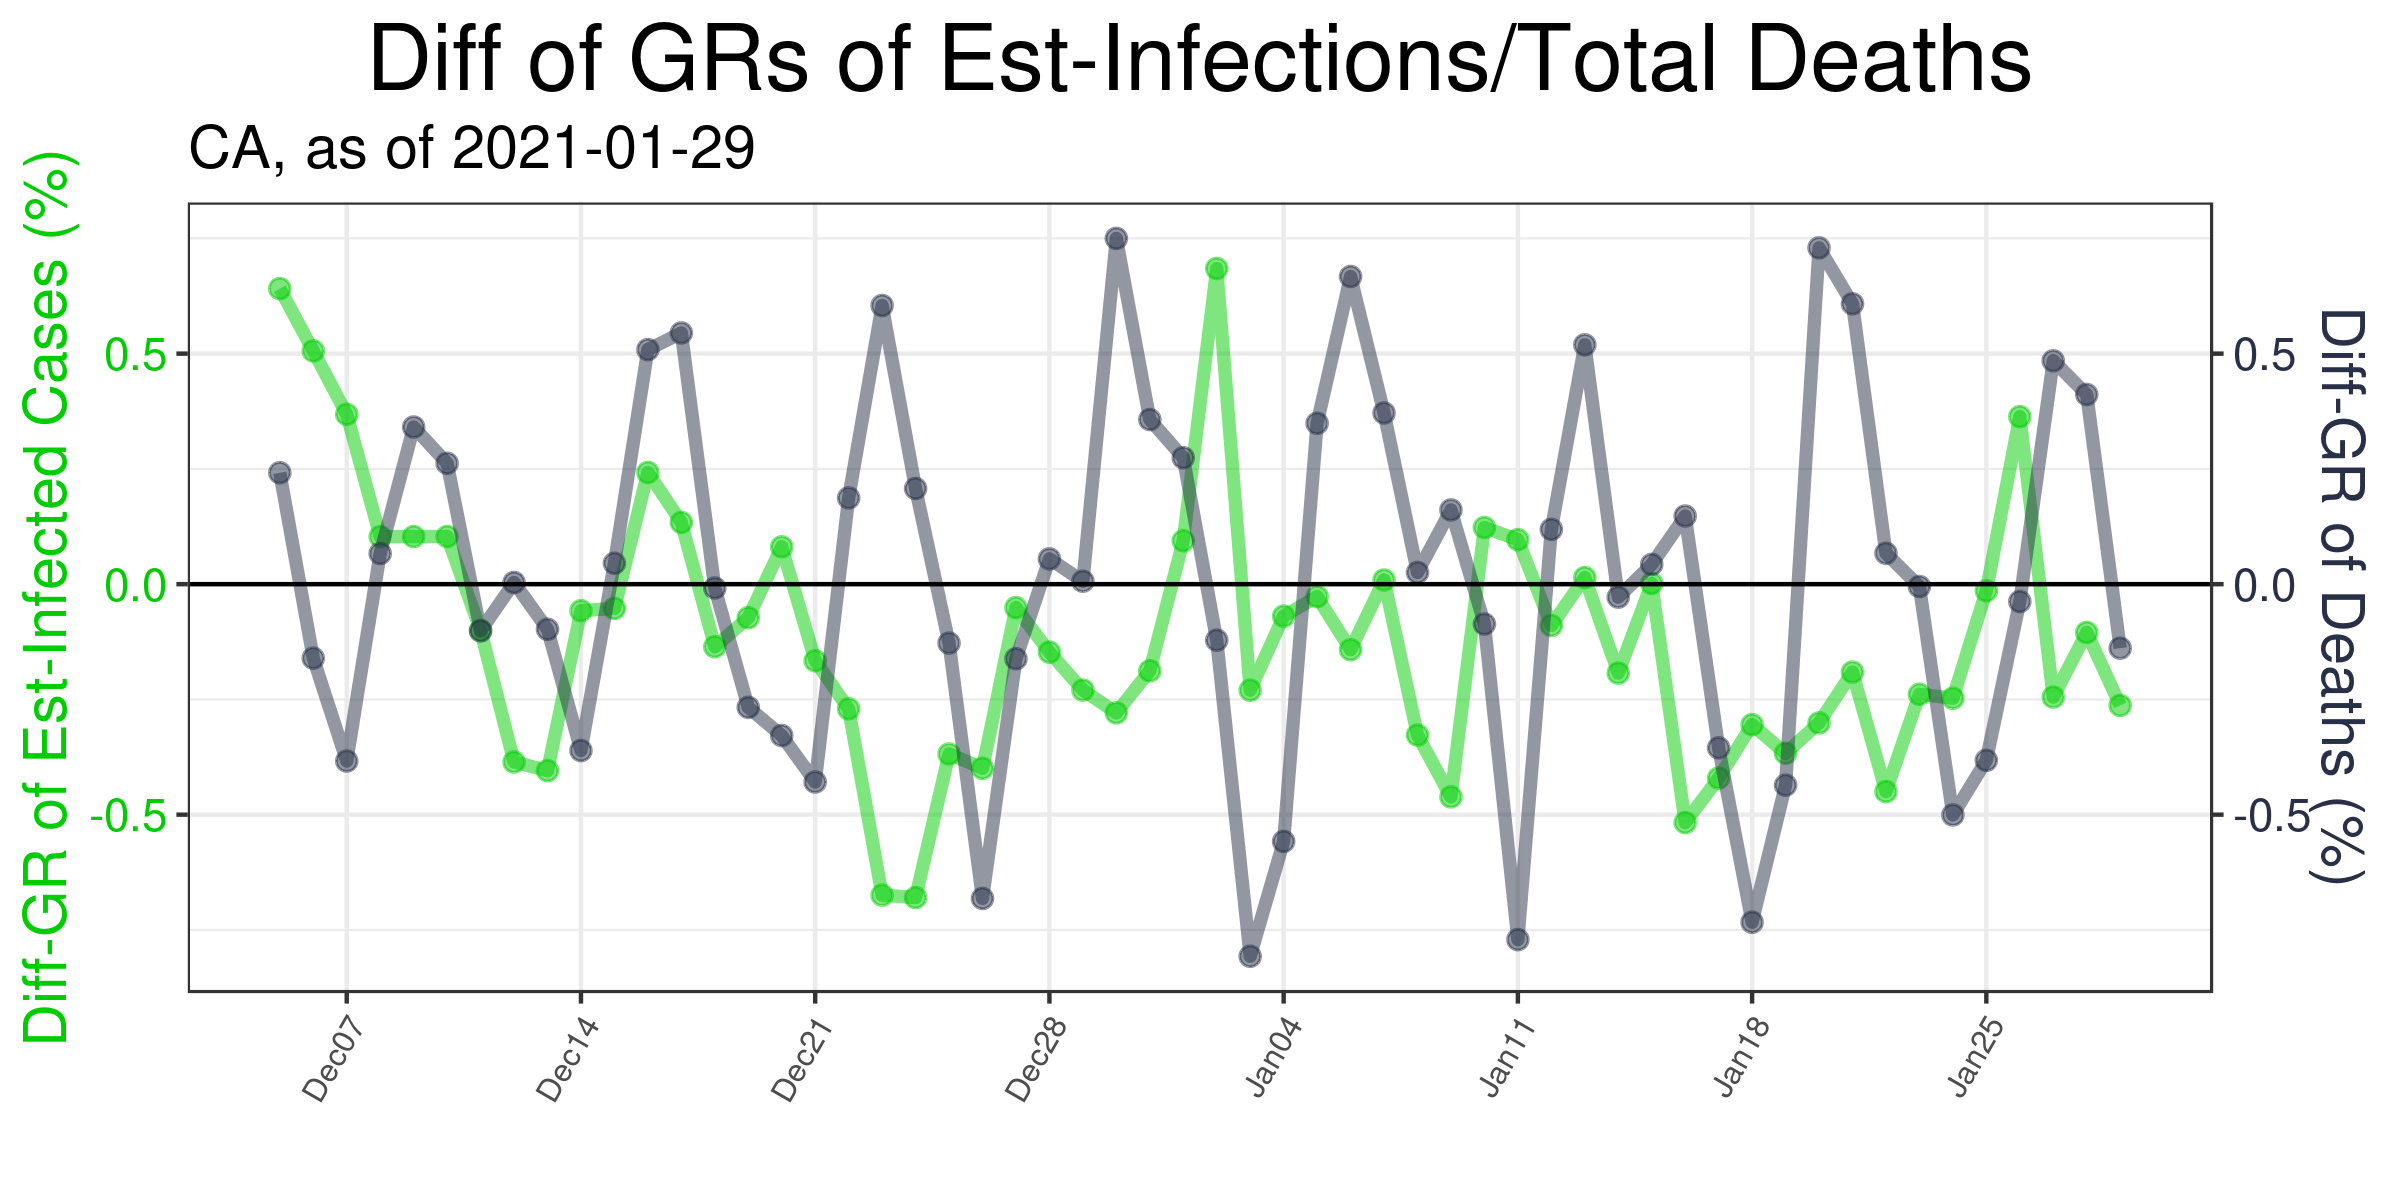 Diff of GRs of Est-Infections/Total Deaths
CA, as of 2021-01-29
Diff-GR of Est-Infected Cases (%)
0.5
0.0
-0.5
0.5
0.0
-0.5
Diff-GR of Deaths (%)
Dec07
Dec14
Dec21
Dec28
Jan04
Jan11
Jan18
Jan25